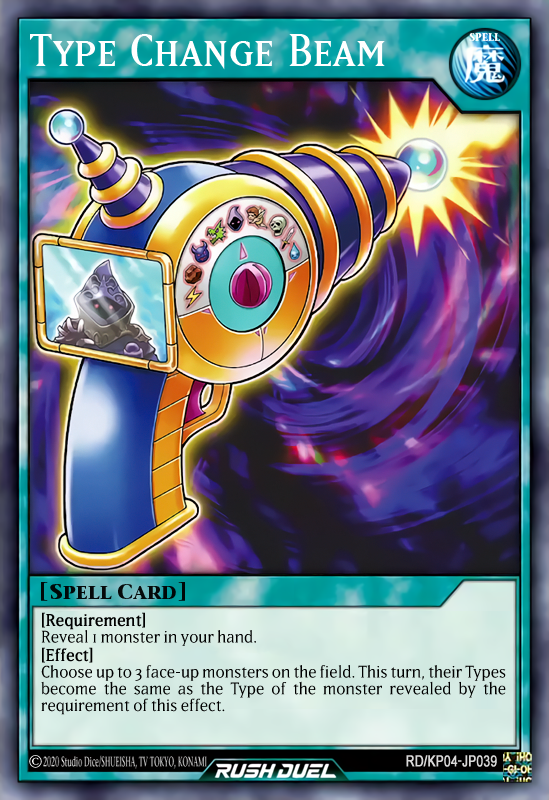 TYPE CHANGE BEAM
SPELL
魔
[SPELL CARD]
[Requirement]
Reveal 1 monster in your hand.
[Effect]
Choose up to 3 face-up monsters on the field. This turn, their Types
become the same as the Type of the monster revealed by the
requirement of this effect.
©2020 Studio Dice/SHUEISHA, TV TOKYO, KONAMI
RUSH DUEL
RD/KP04-JP039